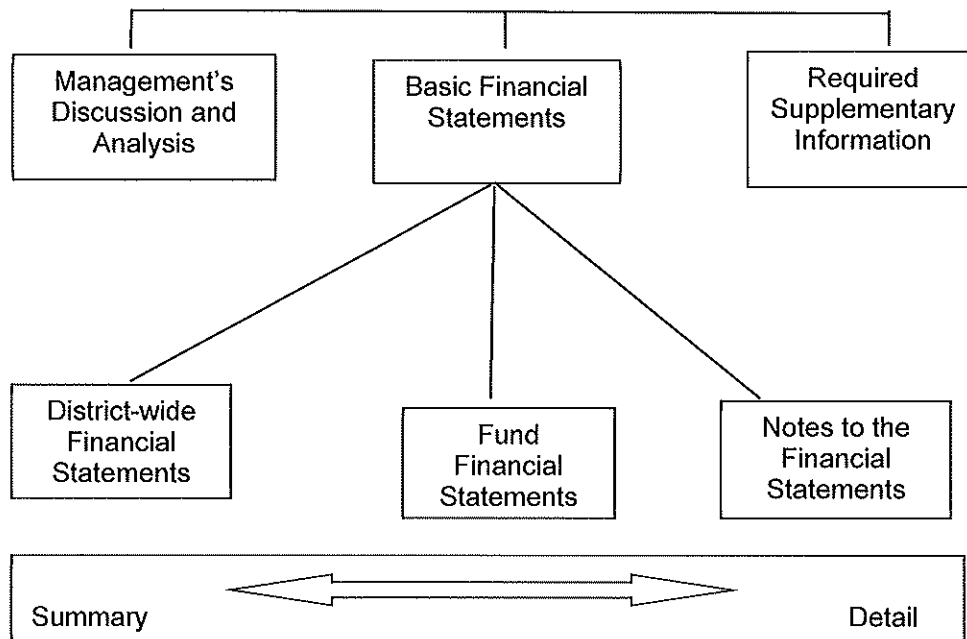 Management's
Discussion and
Analysis
Basic Financial
Statements
Required
Supplementary
Information
District-wide
Financial
Statements
Fund
Financial
Statements
Notes to the
Financial
Statements
Summary
Detail